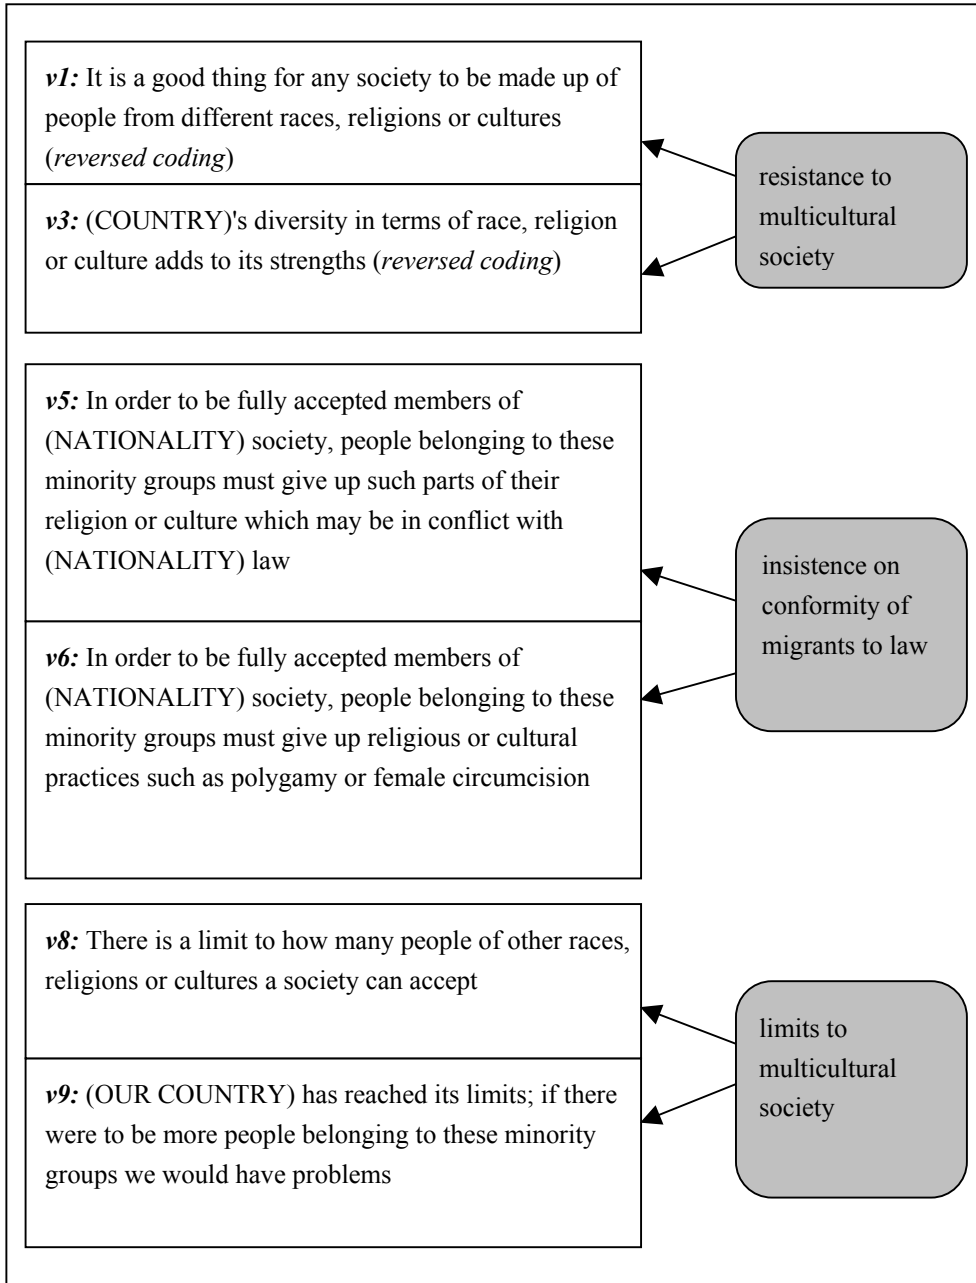 v1: It is a good thing for any society to be made up of
people from different races, religions or cultures
(reversed coding)
v3: (COUNTRY)'s diversity in terms of race, religion
or culture adds to its strengths (reversed coding)
resistance to
multicultural
society
v5: In order to be fully accepted members of
(NATIONALITY) society, people belonging to these
minority groups must give up such parts of their
religion or culture which may be in conflict with
(NATIONALITY) law
v6: In order to be fully accepted members of
(NATIONALITY) society, people belonging to these
minority groups must give up religious or cultural
practices such as polygamy or female circumcision
insistence on
conformity of
migrants to law
v8: There is a limit to how many people of other races,
religions or cultures a society can accept
v9: (OUR COUNTRY) has reached its limits; if there
were to be more people belonging to these minority
groups we would have problems
limits to
multicultural
society